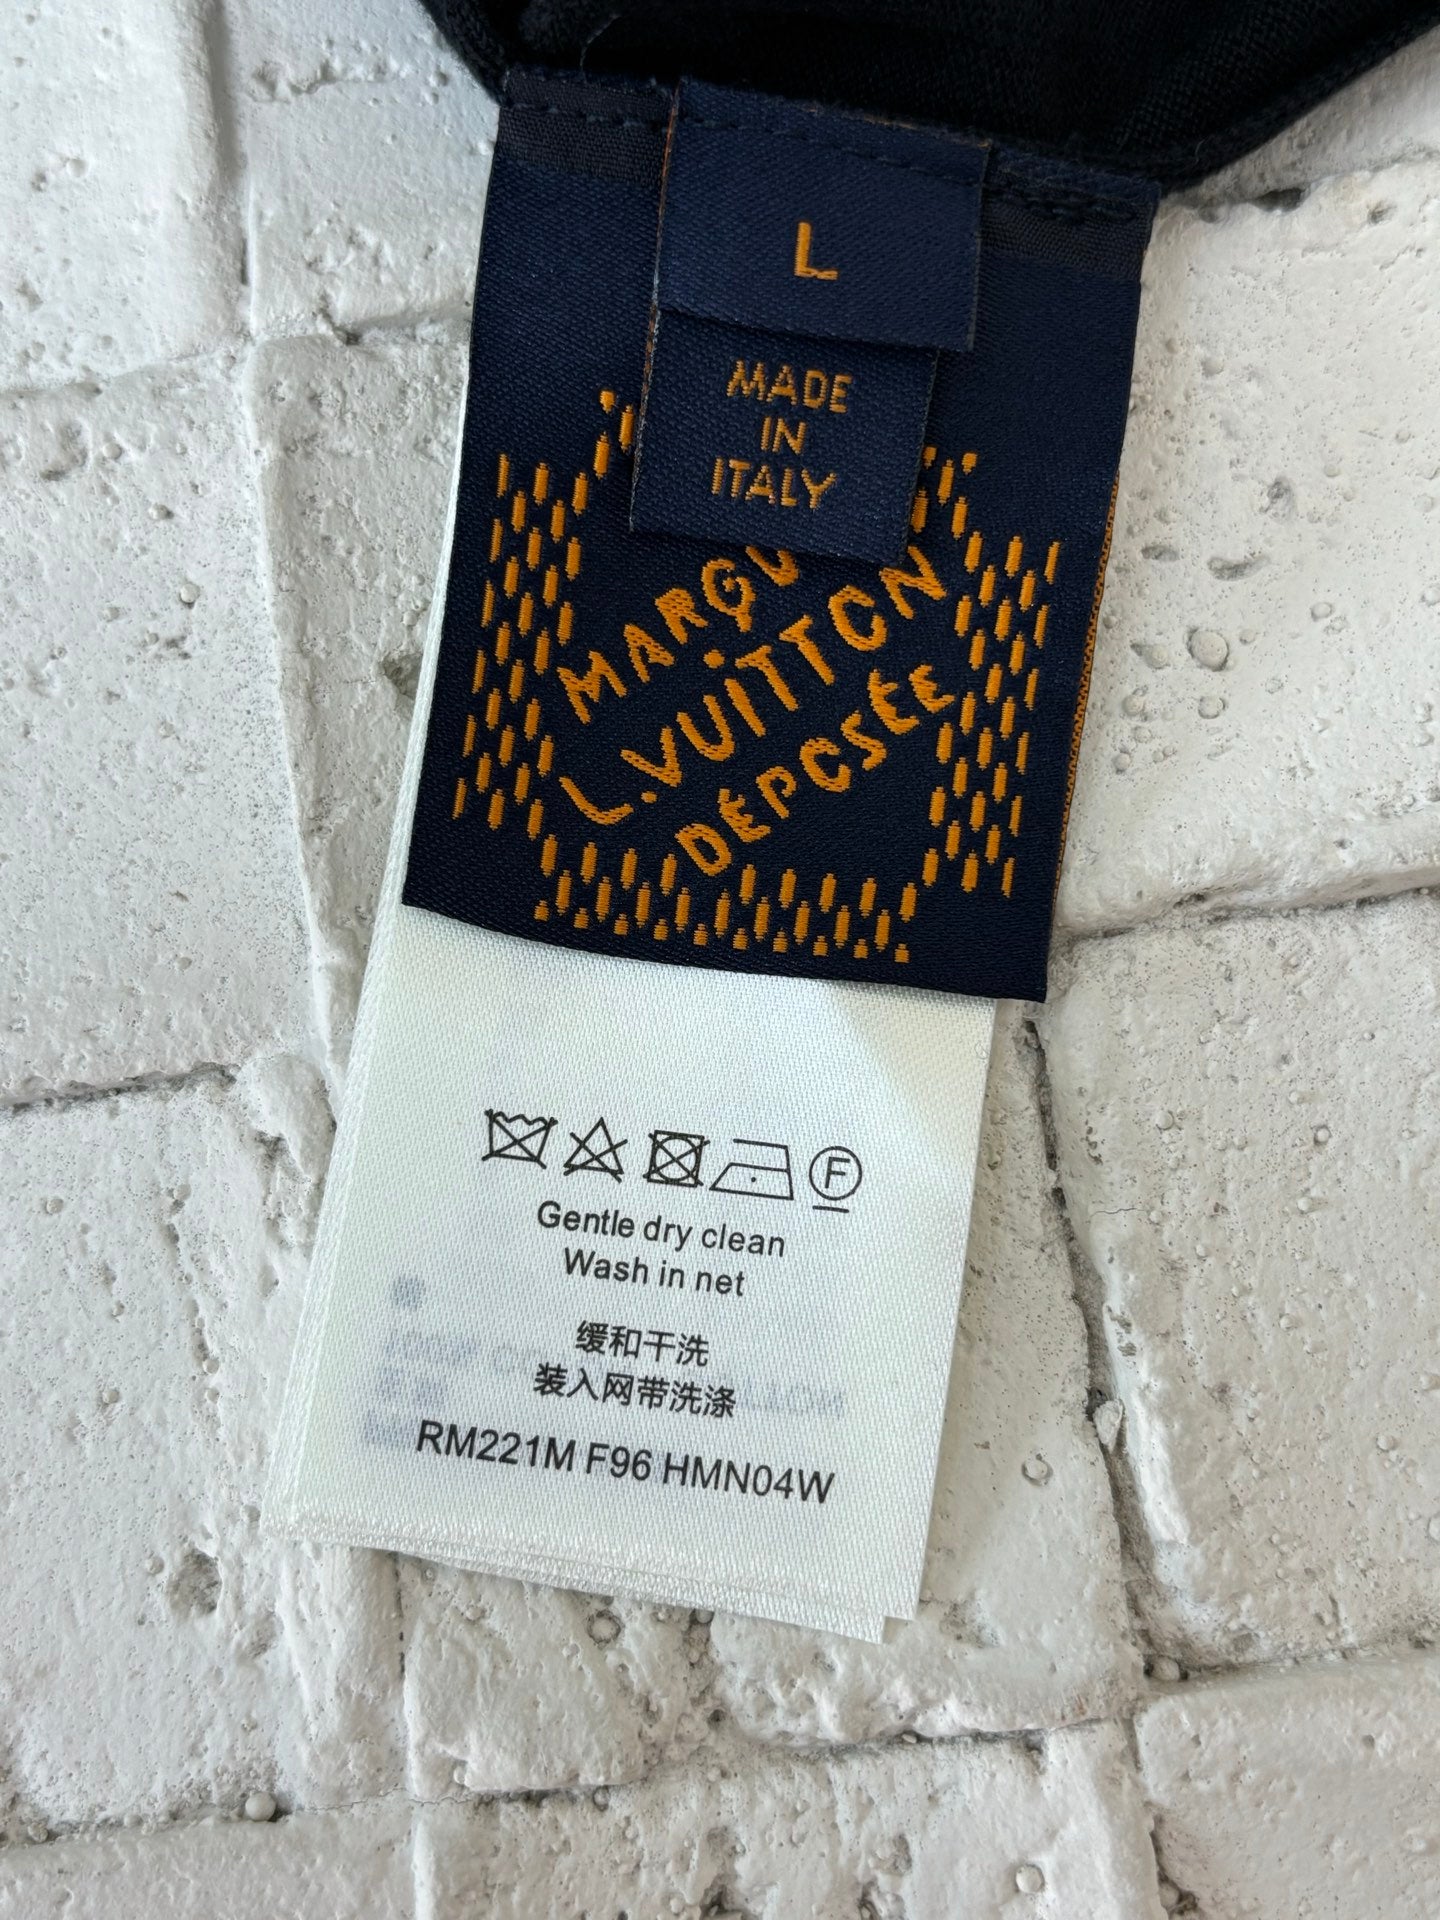 L
MADE
IN
ITALY
MARQU
L.VUITTON
DÉPOSÉE
F
Gentle dry clean
Wash in net
缓和干洗
装入网带洗涤
RM221M F96 HMN04W